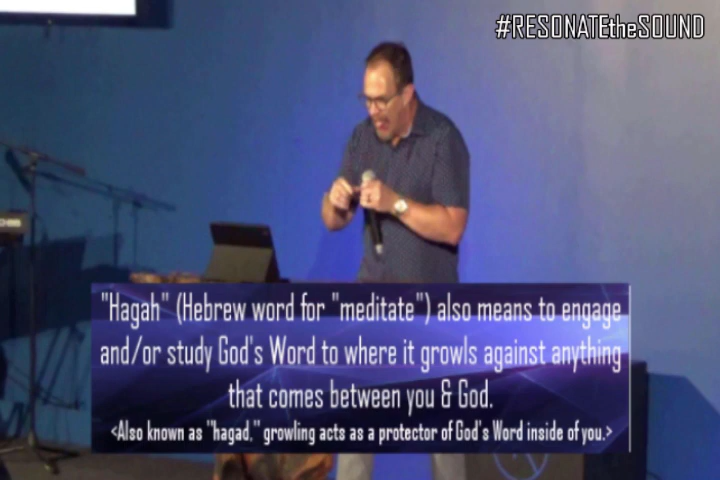 #RESONATEtheSOUND
"Hagah" (Hebrew word for "meditate") also means to engage
and/or study God's Word to where it growls against anything
that comes between you & God.
<Also known as "hagad," growling acts as a protector of God's Word inside of you.>